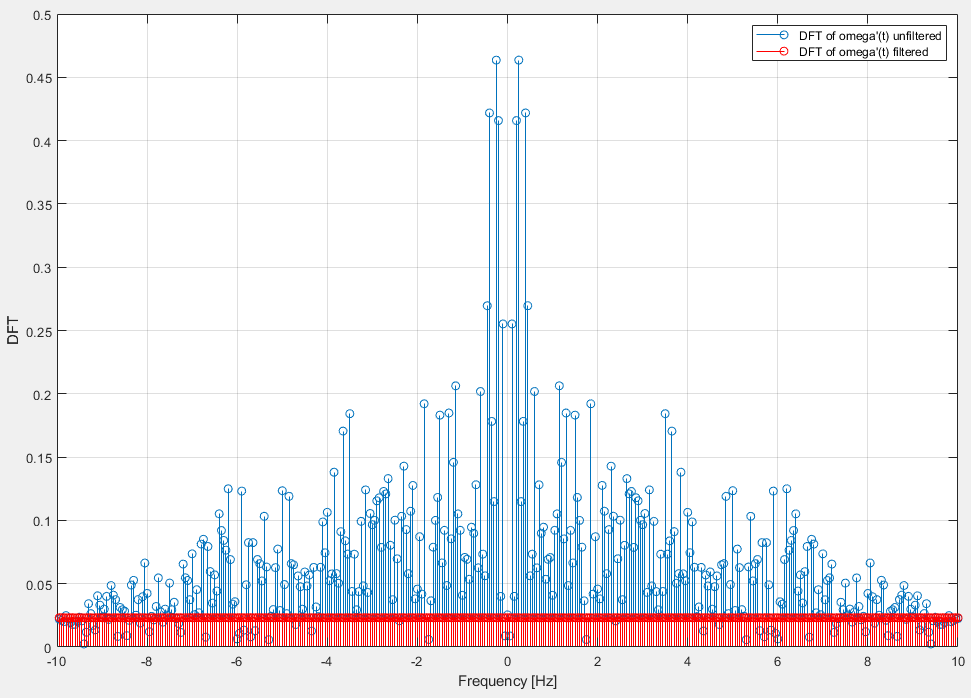 DFT of omega'(t) unfiltered
DFT of omega'(t) filtered
0.5
0.45
0.4
0.35
0.3
0.25
0.2
0.15
0.1
0.05
0
DFT
-10 -8 -6 -4 -2 0 2 4 6 8 10
Frequency [Hz]